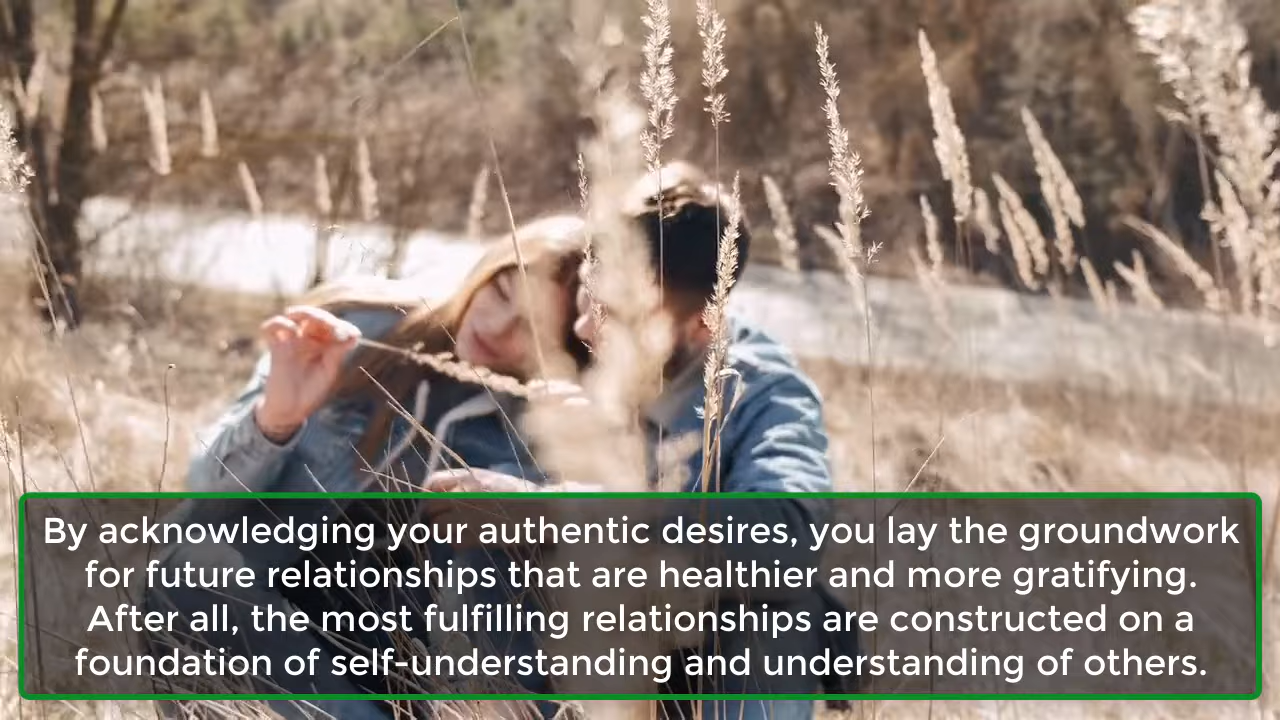 By acknowledging your authentic desires, you lay the groundwork
for future relationships that are healthier and more gratifying.
After all, the most fulfilling relationships are constructed on a
foundation of self-understanding and understanding of others.